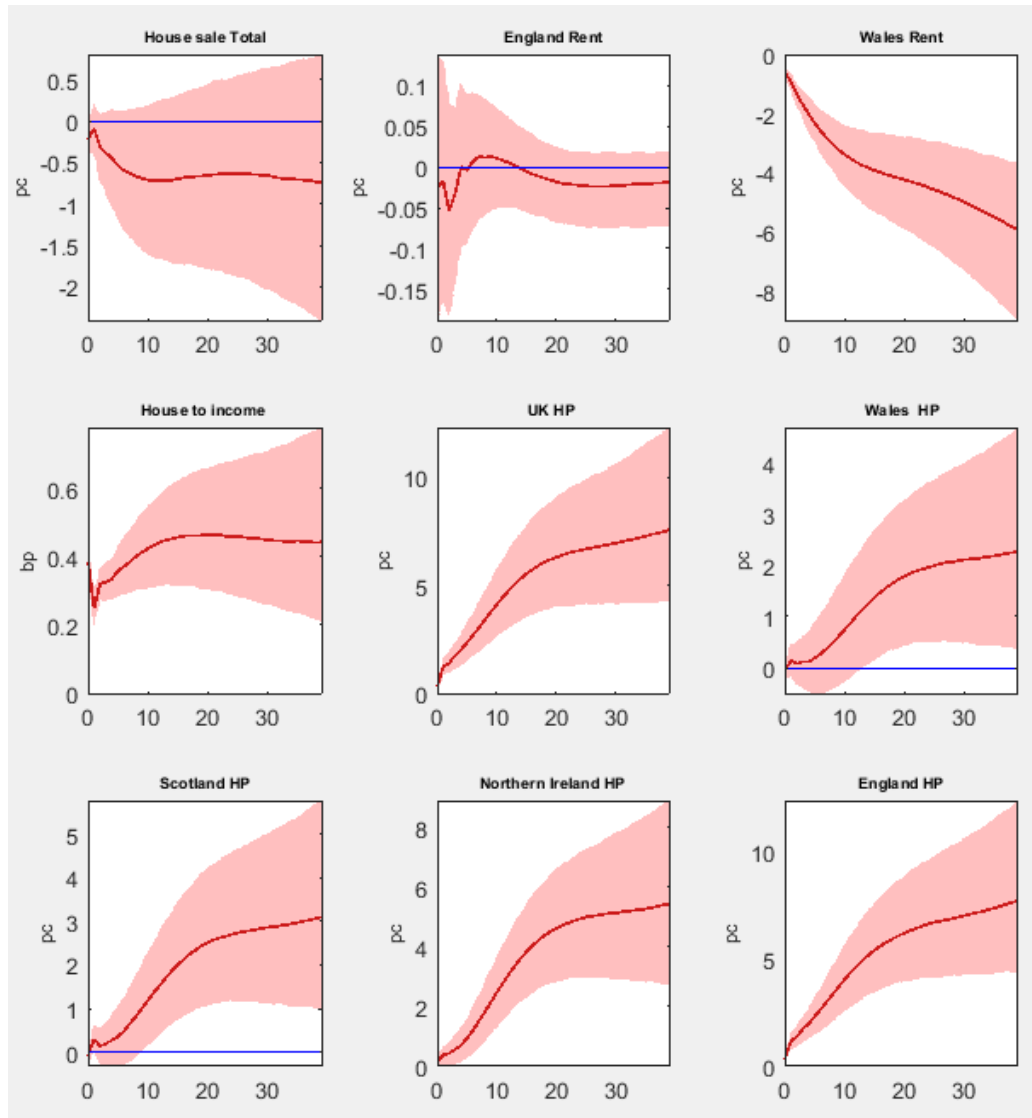 House sale Total
pc
0.5
0
-0.5
-1
-1.5
-2
0 10 20 30
England Rent
pc
0.1
0.05
0
-0.05
-0.1
-0.15
0 10 20 30
Wales Rent
pc
0
-2
-4
-6
-8
0 10 20 30
House to income
bp
0.6
0.4
0.2
0
0 10 20 30
UK HP
pc
10
5
0
0 10 20 30
Wales HP
pc
4
3
2
1
0
0 10 20 30
Scotland HP
pc
5
4
3
2
1
0
0 10 20 30
Northern Ireland HP
pc
8
6
4
2
0
0 10 20 30
England HP
pc
10
5
0
0 10 20 30